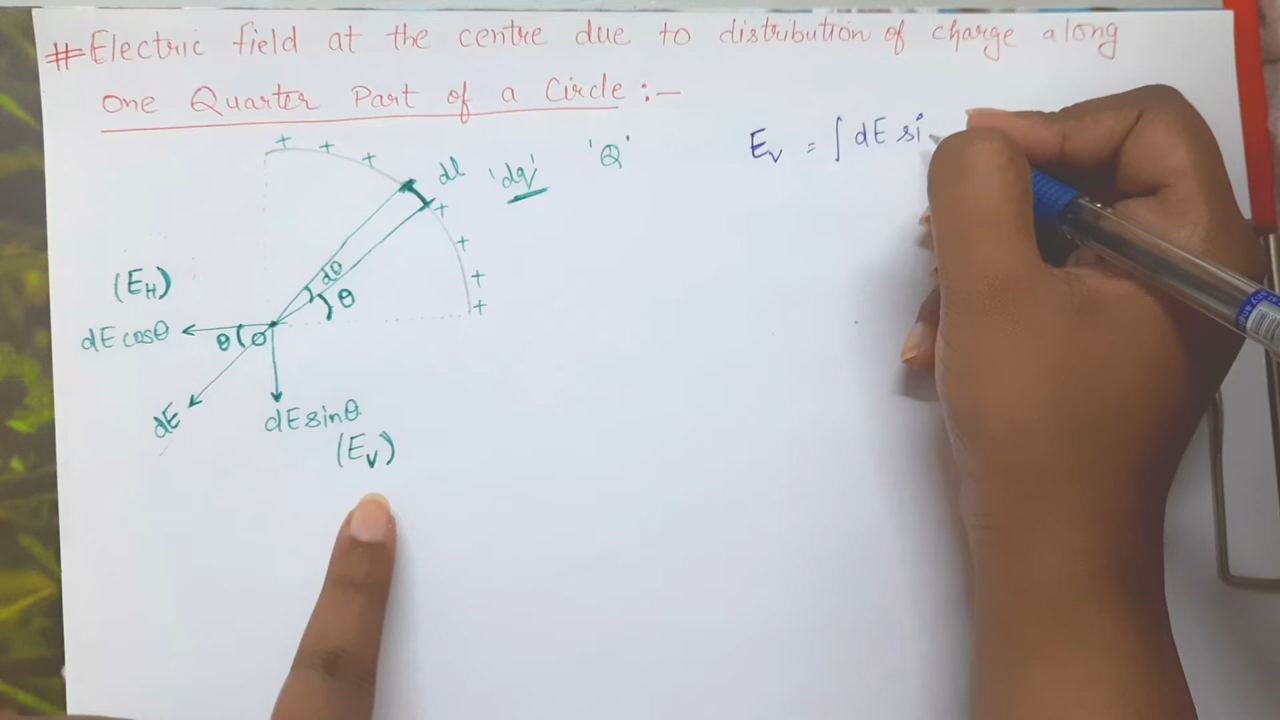 #Electric field at the centre due to distribution of charge along
One Quarter Part of a Circle :-
+ + +
dl 'dq' 'Q'
Ev = ∫ dE si
+
+
+
+
dθ
θ
(EH)
dE cosθ
θ
θ
dE
dE sinθ
(Ev)